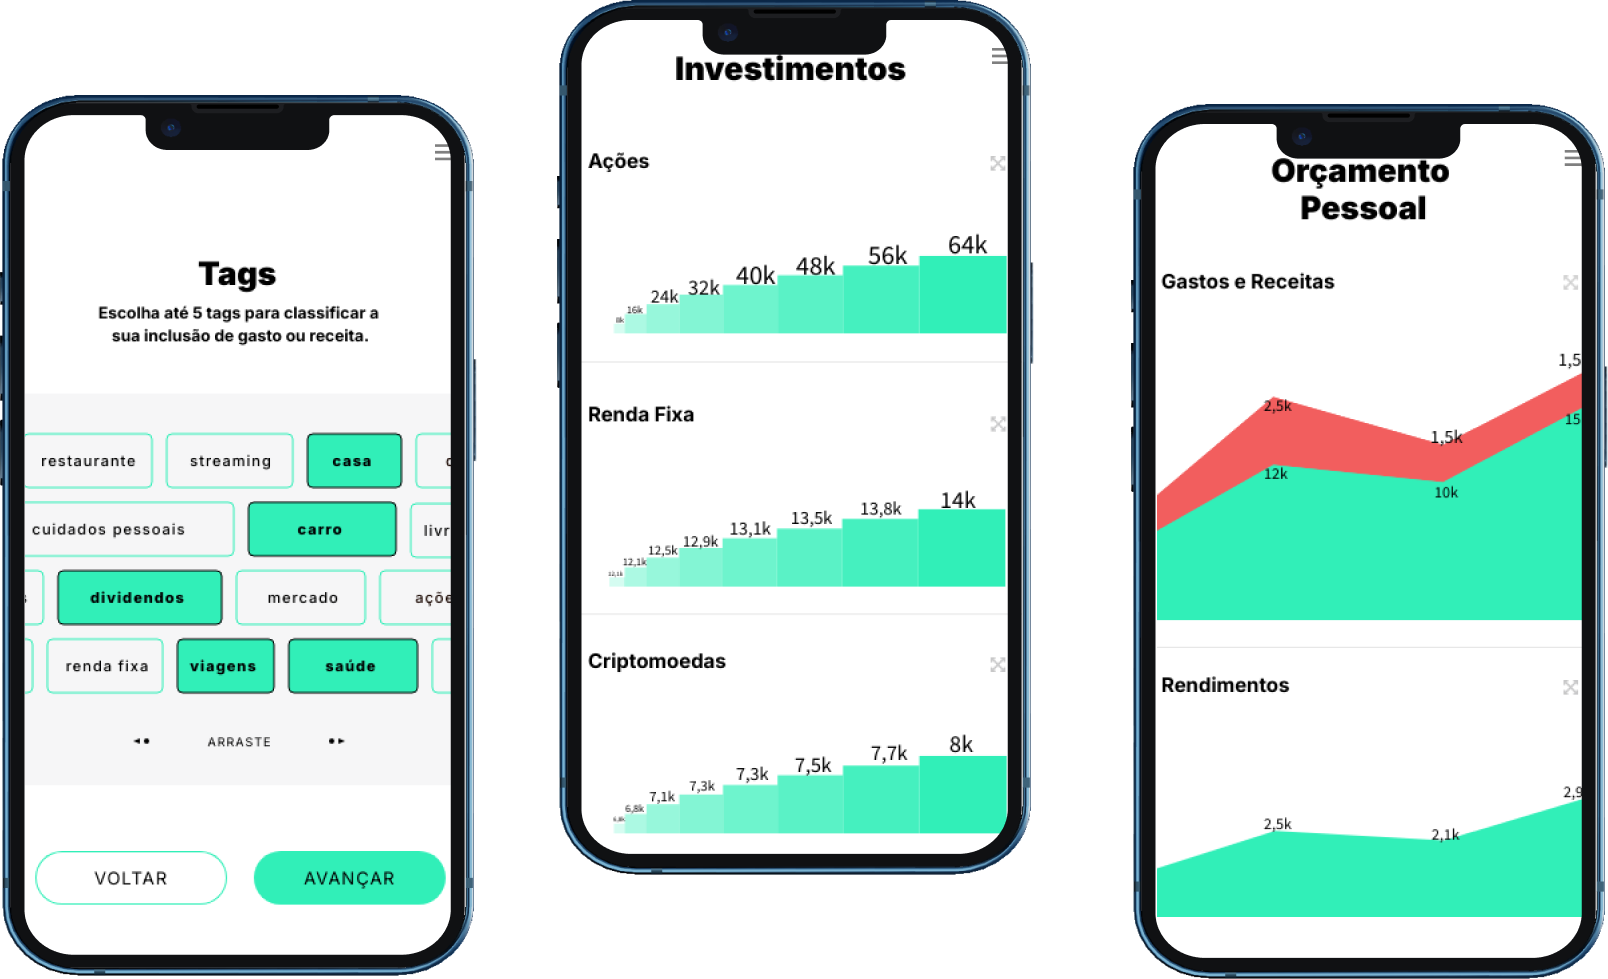 Tags
Escolha até 5 tags para classificar a
sua inclusão de gasto ou receita.
restaurante
streaming
casa
cuidados pessoais
carro
livr
dividendos
mercado
açõe
renda fixa
viagens
saúde
ARRASTE
VOLTAR
AVANÇAR
Investimentos
Ações
8k
16k
24k
32k
40k
48k
56k
64k
Renda Fixa
12,1k
12,5k
12,9k
13,1k
13,5k
13,8k
14k
Criptomoedas
6,8k
7,1k
7,3k
7,3k
7,5k
7,7k
8k
Orçamento
Pessoal
Gastos e Receitas
2,5k
1,5k
1,5
12k
10k
15
Rendimentos
2,5k
2,1k
2,9